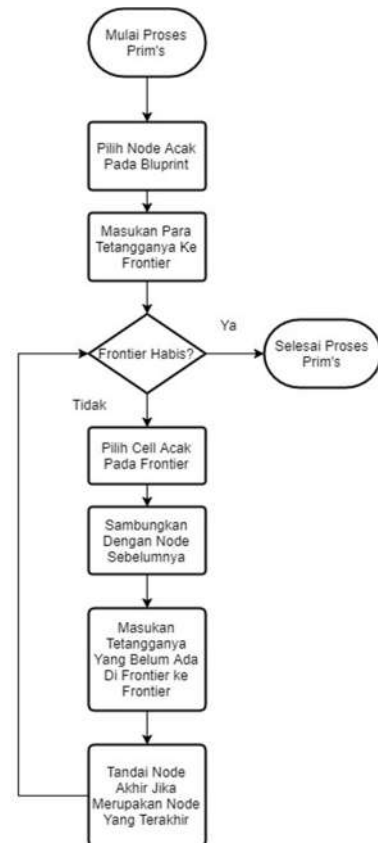 Mulai Proses
Prim's
Pilih Node Acak
Pada Bluprint
Masukan Para
Tetangganya Ke
Frontier
Frontier Habis?
Ya
Selesai Proses
Prim's
Tidak
Pilih Cell Acak
Pada Frontier
Sambungkan
Dengan Node
Sebelumnya
Masukan
Tetangganya
Yang Belum Ada
Di Frontier ke
Frontier
Tandai Node
Akhir Jika
Merupakan Node
Yang Terakhir